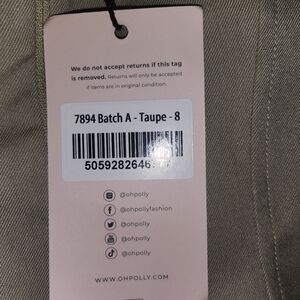 We do not accept returns if this tag
is removed. Returns will only be accepted
if items are in original condition.
7894 Batch A - Taupe - 8
@ohpolly
@ohpollyfashion
@ohpolly
@ohpolly
@ohpolly
WWW.OHPOLLY.COM